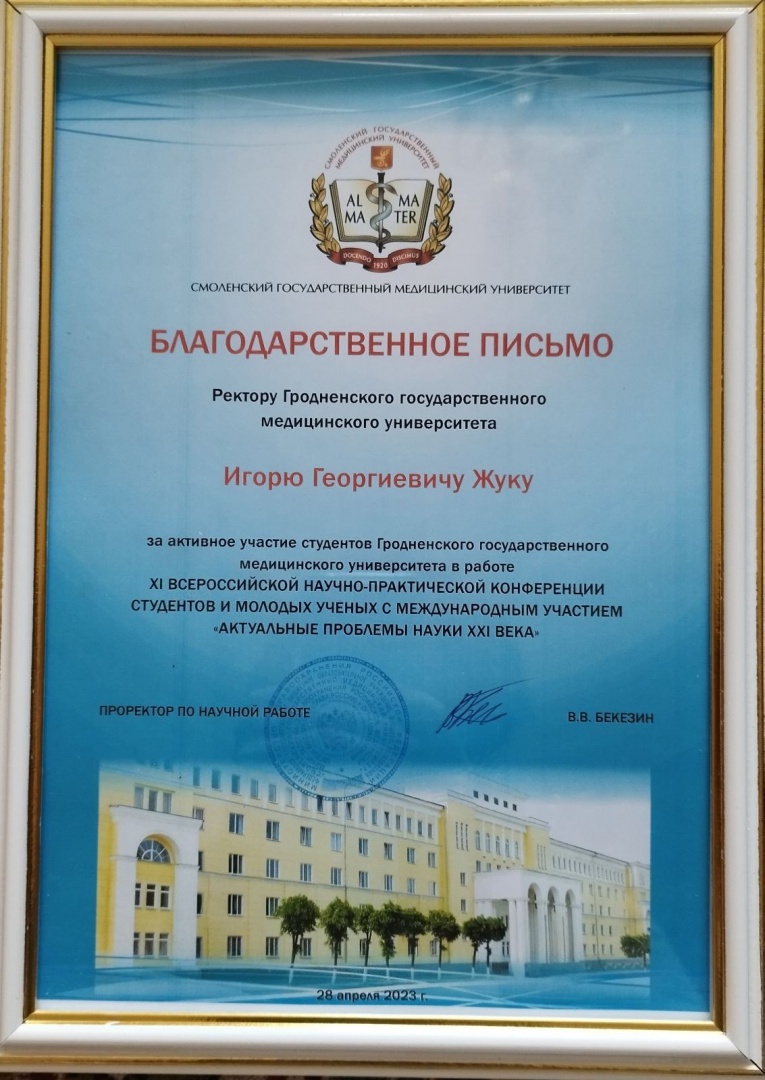 СМОЛЕНСКИЙ ГОСУДАРСТВЕННЫЙ
МЕДИЦИНСКИЙ УНИВЕРСИТЕТ
AL MA
MA TER
DOCENDO 1920 DISCIMUS
СМОЛЕНСКИЙ ГОСУДАРСТВЕННЫЙ МЕДИЦИНСКИЙ УНИВЕРСИТЕТ
БЛАГОДАРСТВЕННОЕ ПИСЬМО
Ректору Гродненского государственного
медицинского университета
Игорю Георгиевичу Жуку
за активное участие студентов Гродненского государственного
медицинского университета в работе
XI ВСЕРОССИЙСКОЙ НАУЧНО-ПРАКТИЧЕСКОЙ КОНФЕРЕНЦИИ
СТУДЕНТОВ И МОЛОДЫХ УЧЕНЫХ С МЕЖДУНАРОДНЫМ УЧАСТИЕМ
«АКТУАЛЬНЫЕ ПРОБЛЕМЫ НАУКИ XXI ВЕКА»
ПРОРЕКТОР ПО НАУЧНОЙ РАБОТЕ
В.В. БЕКЕЗИН
28 апреля 2023 г.